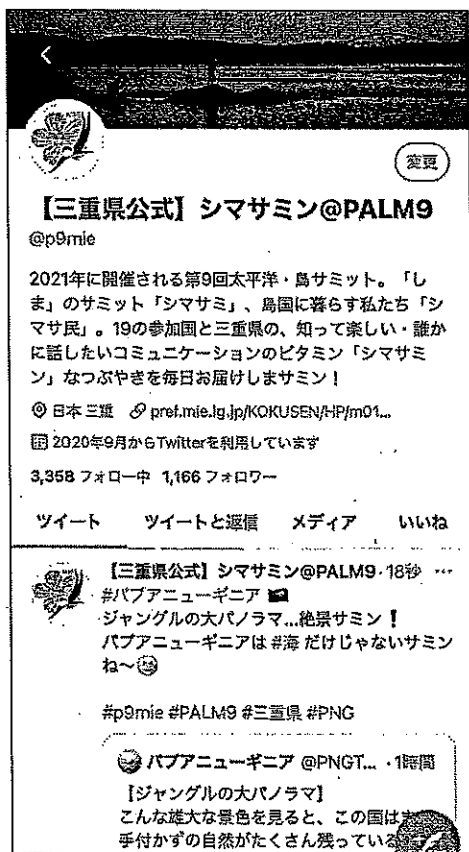 変更
【三重県公式】シマサミン@PALM9
@p9mie
2021年に開催される第9回太平洋・島サミット。「し
ま」のサミット「シマサミ」、島国に暮らす私たち「シ
マサ民」。19の参加国と三重県の、知って楽しい・誰か
に話したいコミュニケーションのビタミン「シマサミ
ン」なつぶやきを毎日お届けしまサミン！
日本 三重 pref.mie.lg.jp/KOKUSEN/HP/m01...
2020年9月からTwitterを利用しています
3,358 フォロー中 1,166 フォロワー
ツイート ツイートと返信 メディア いいね
【三重県公式】シマサミン@PALM9・18秒 …
#パプアニューギニア
ジャングルの大パノラマ…絶景サミン！
パプアニューギニアは #海 だけじゃないサミン
ね〜
#p9mie #PALM9 #三重県 #PNG
パプアニューギニア @PNGT... ・1時間
【ジャングルの大パノラマ】
こんな雄大な景色を見ると、この国は
手付かずの自然がたくさん残っている